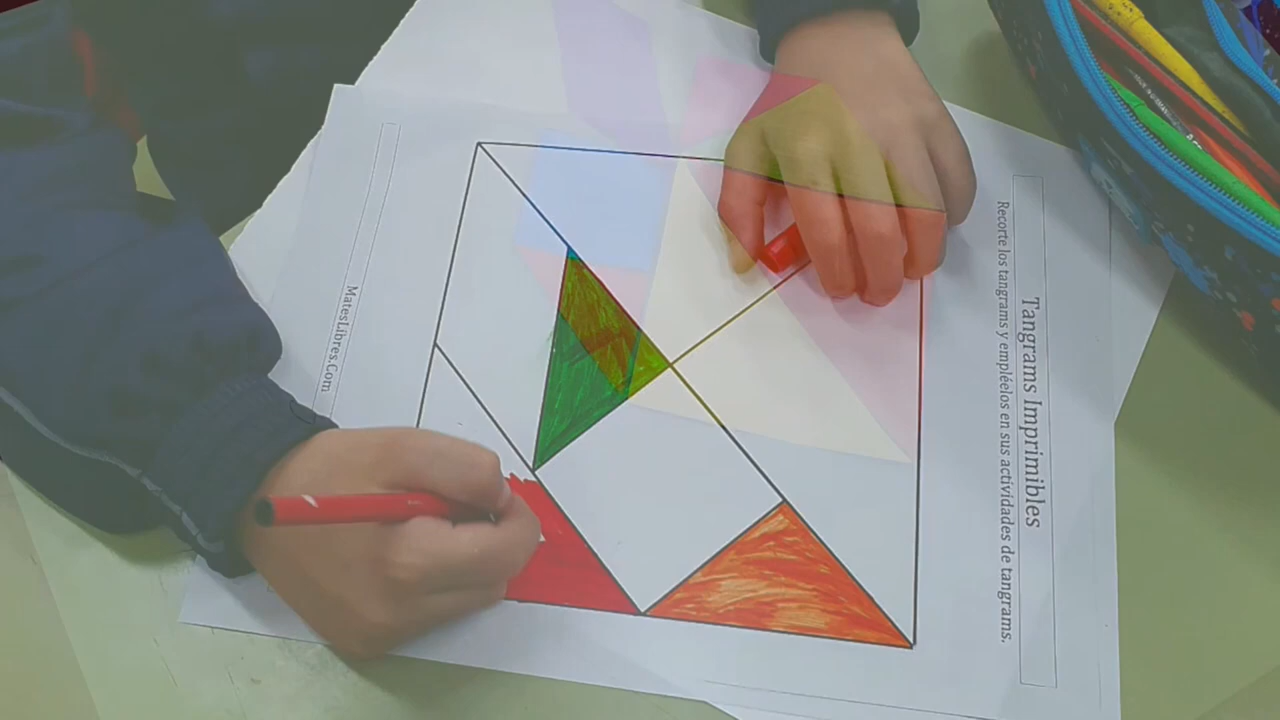 Tangrams Imprimibles
Recorte los tangrams y empléelos en sus actividades de tangrams.
MatesLibres.Com